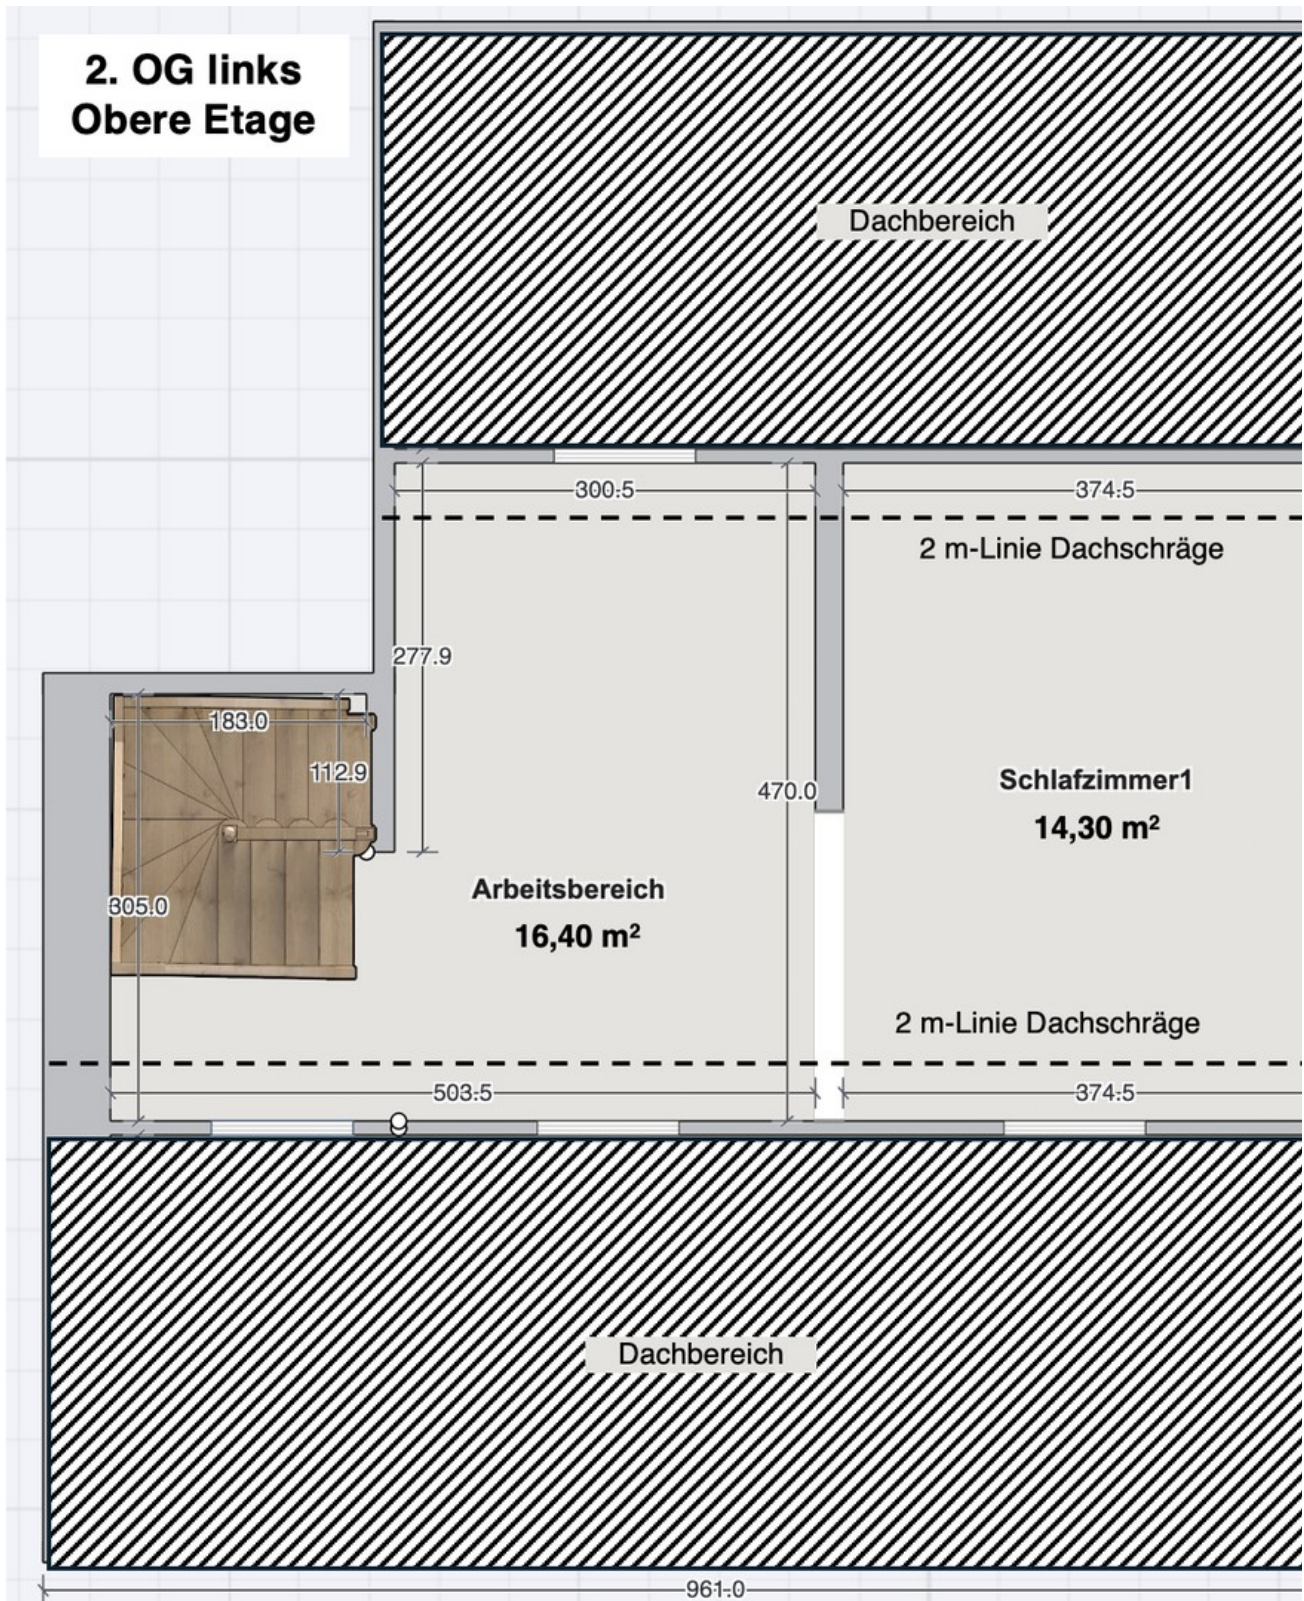 2. OG links
Obere Etage
Dachbereich
300.5
374.5
2 m-Linie Dachschräge
277.9
183.0
112.9
470.0
Schlafzimmer1
14,30 m²
Arbeitsbereich
16,40 m²
305.0
2 m-Linie Dachschräge
503.5
374.5
Dachbereich
961.0